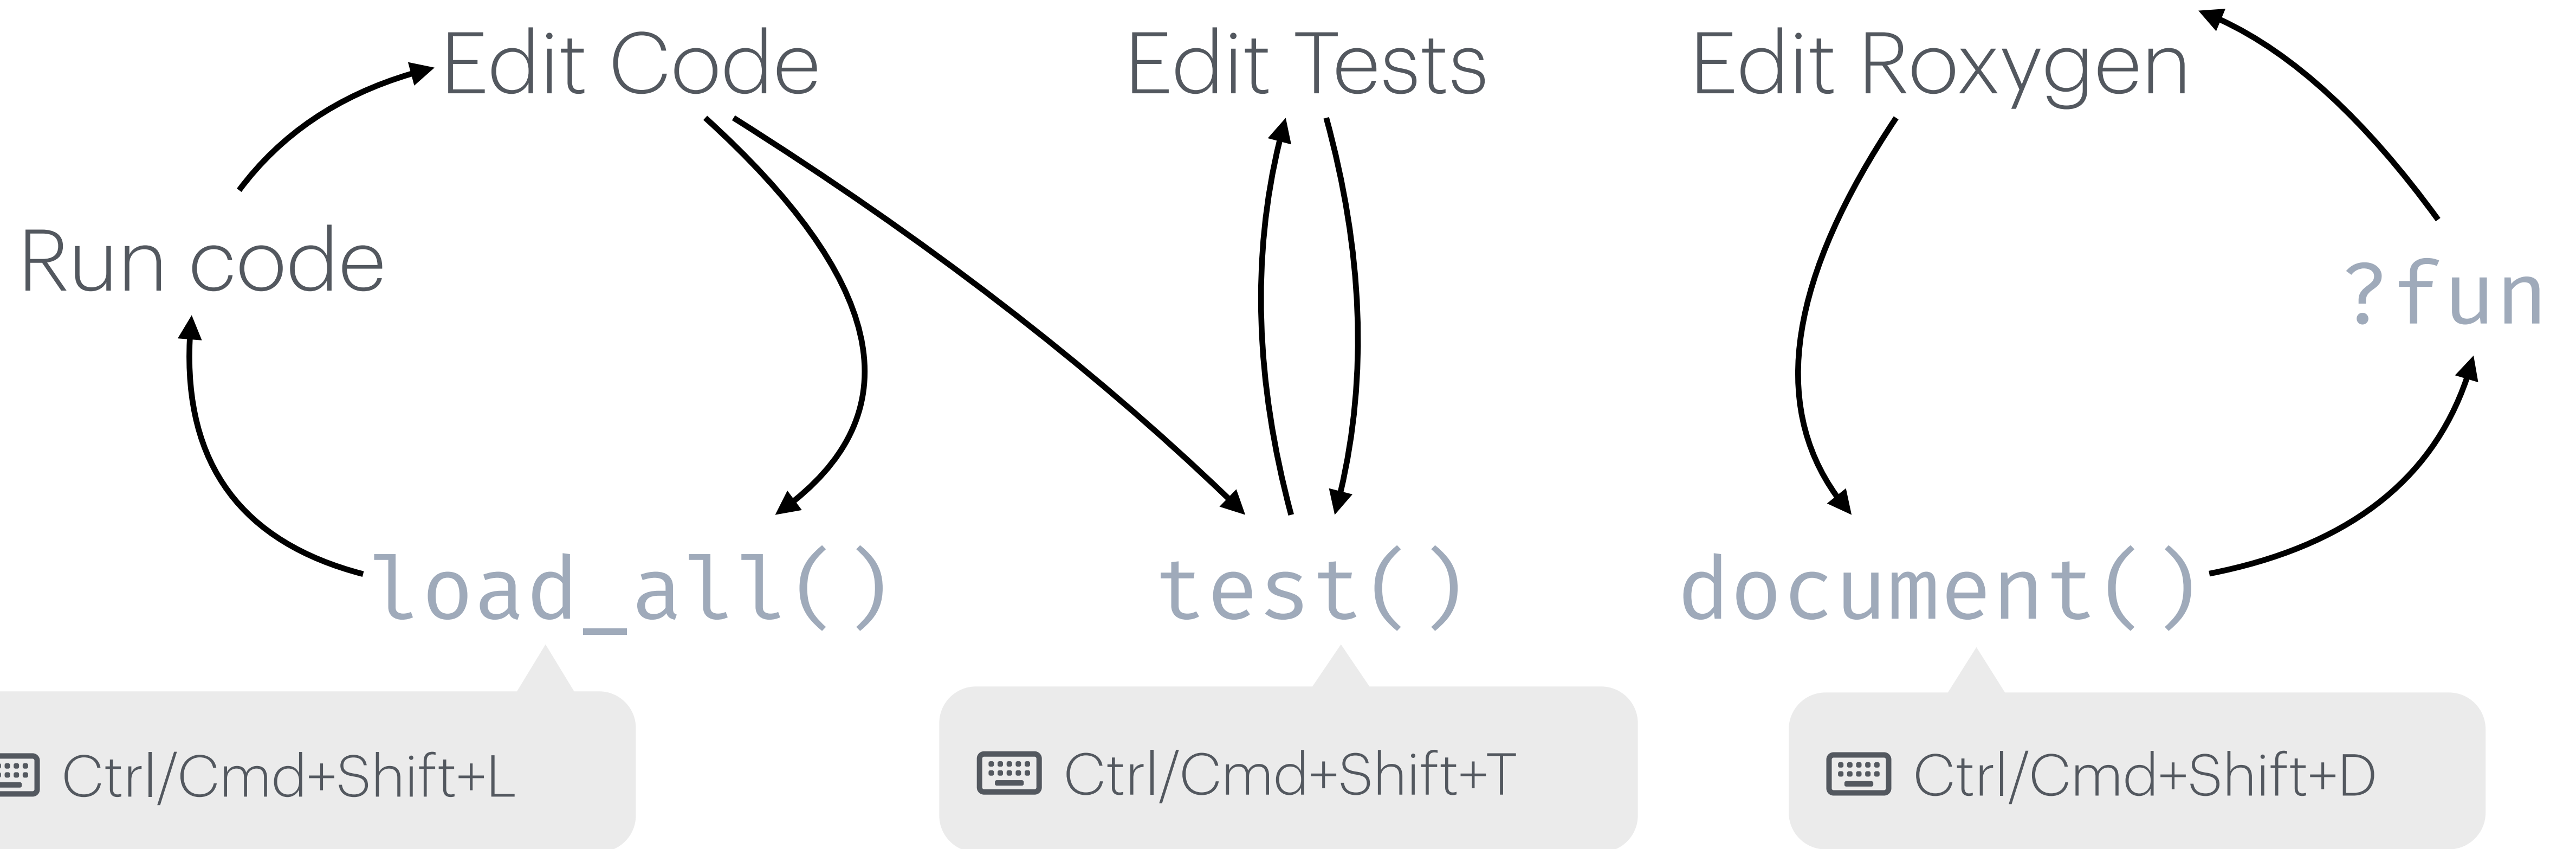 Edit Code
Edit Tests
Edit Roxygen
Run code
?fun
load_all()
test()
document()
Ctrl/Cmd+Shift+L
Ctrl/Cmd+Shift+T
Ctrl/Cmd+Shift+D